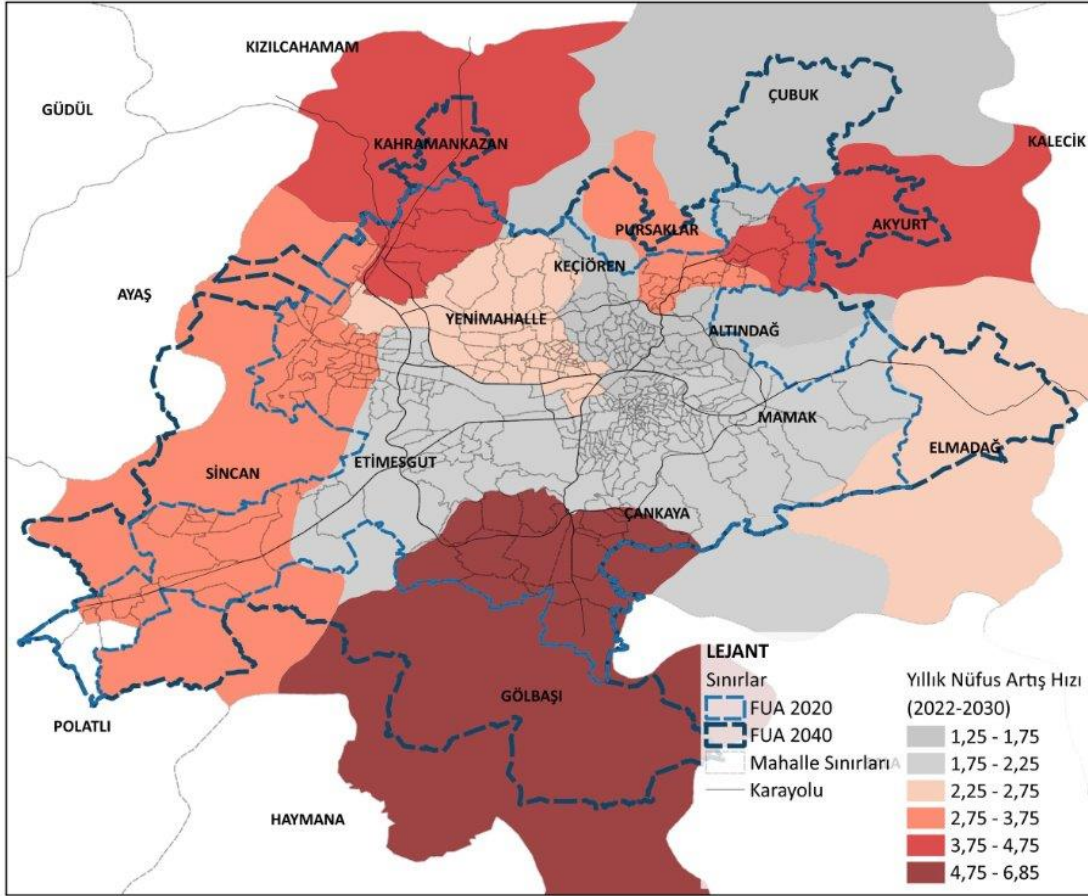 KIZILCAHAMAM
GÜDÜL
ÇUBUK
KAHRAMANKAZAN
KALECİK
PURSAKLAR
AKYURT
KEÇİÖREN
AYAŞ
YENİMAHALLE
ALTINDAĞ
MAMAK
ELMADAĞ
ETİMESGUT
SİNCAN
ÇANKAYA
GÖLBAŞI
POLATLI
HAYMANA
LEJANT
Sınırlar
FUA 2020
FUA 2040
Mahalle Sınırları
Karayolu
Yıllık Nüfus Artış Hızı
(2022-2030)
1,25 - 1,75
1,75 - 2,25
2,25 - 2,75
2,75 - 3,75
3,75 - 4,75
4,75 - 6,85